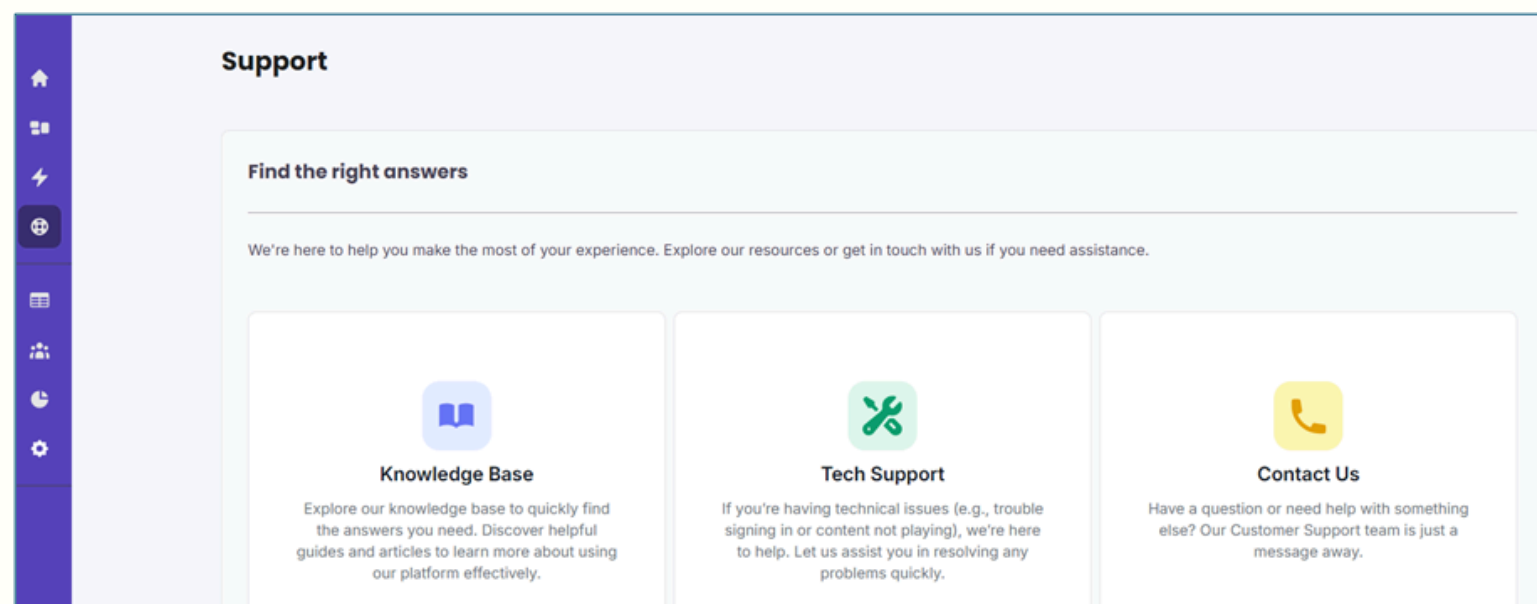 Support
Find the right answers
We're here to help you make the most of your experience. Explore our resources or get in touch with us if you need assistance.
Knowledge Base
Explore our knowledge base to quickly find
the answers you need. Discover helpful
guides and articles to learn more about using
our platform effectively.
Tech Support
If you're having technical issues (e.g., trouble
signing in or content not playing), we're here
to help. Let us assist you in resolving any
problems quickly.
Contact Us
Have a question or need help with something
else? Our Customer Support team is just a
message away.